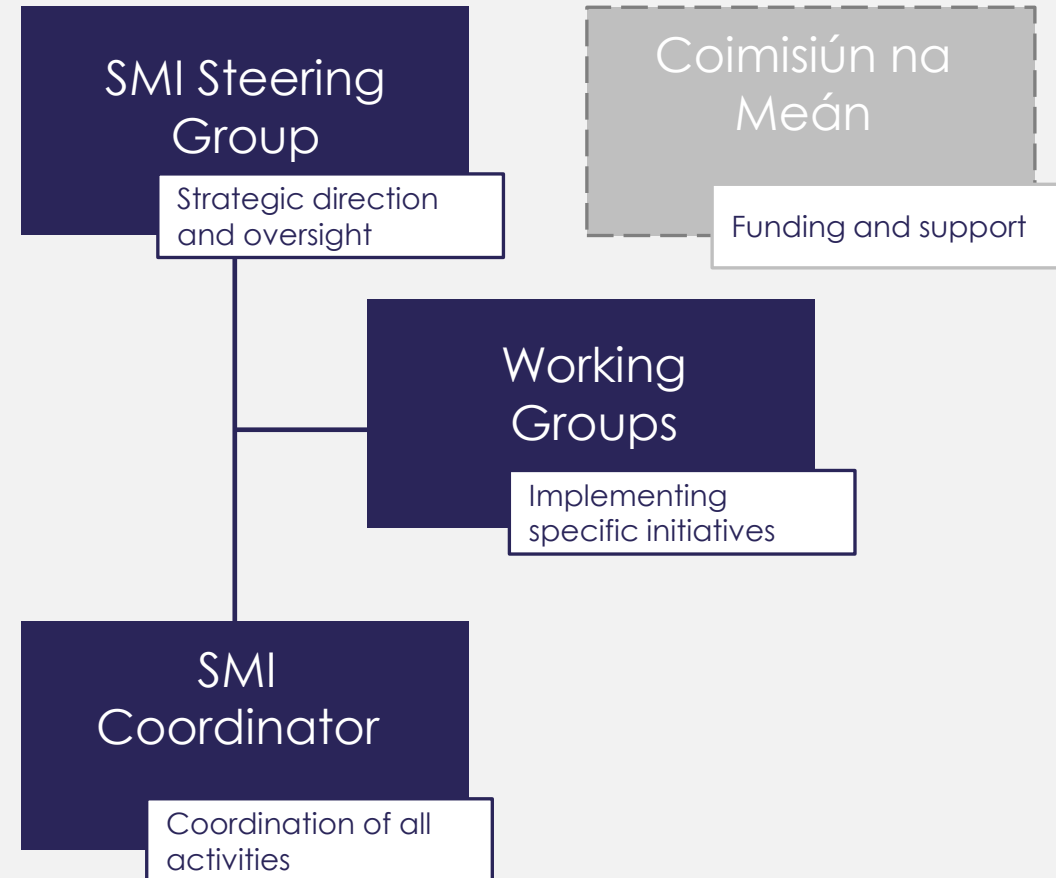 SMI Steering
Group
Strategic direction
and oversight
Coimisiún na
Meán
Funding and support
Working
Groups
Implementing
specific initiatives
SMI
Coordinator
Coordination of all
activities